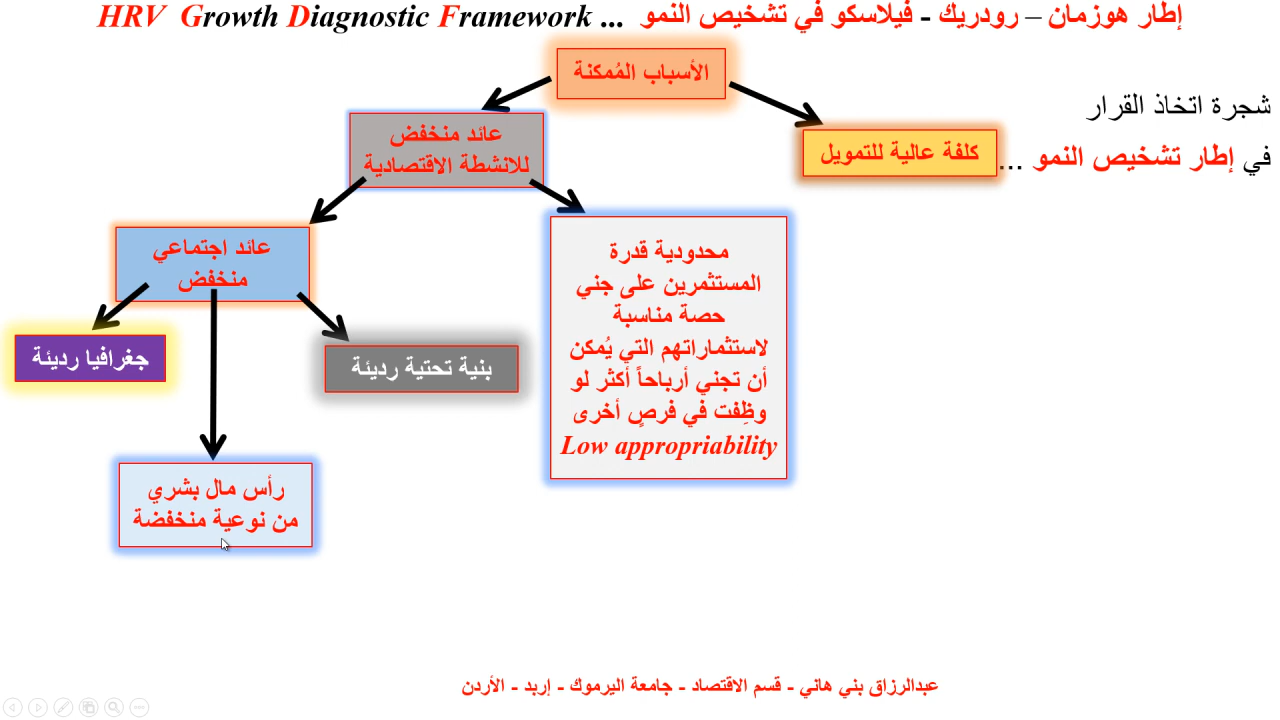 إطار هوزمان – رودريك - فيلاسكو في تشخيص النمو ... HRV Growth Diagnostic Framework
الأسباب المُمكنة
شجرة اتخاذ القرار
في إطار تشخيص النمو ...
كلفة عالية للتمويل
عائد منخفض
للانشطة الاقتصادية
محدودية قدرة
المستثمرين على جني
حصة مناسبة
لاستثماراتهم التي يُمكن
أن تجني أرباحاً أكثر لو
وظِفت في فرصٍ أخرى
Low appropriability
عائد اجتماعي
منخفض
بنية تحتية رديئة
جغرافيا رديئة
رأس مال بشري
من نوعية منخفضة
عبدالرزاق بني هاني - قسم الاقتصاد - جامعة اليرموك - إربد - الأردن